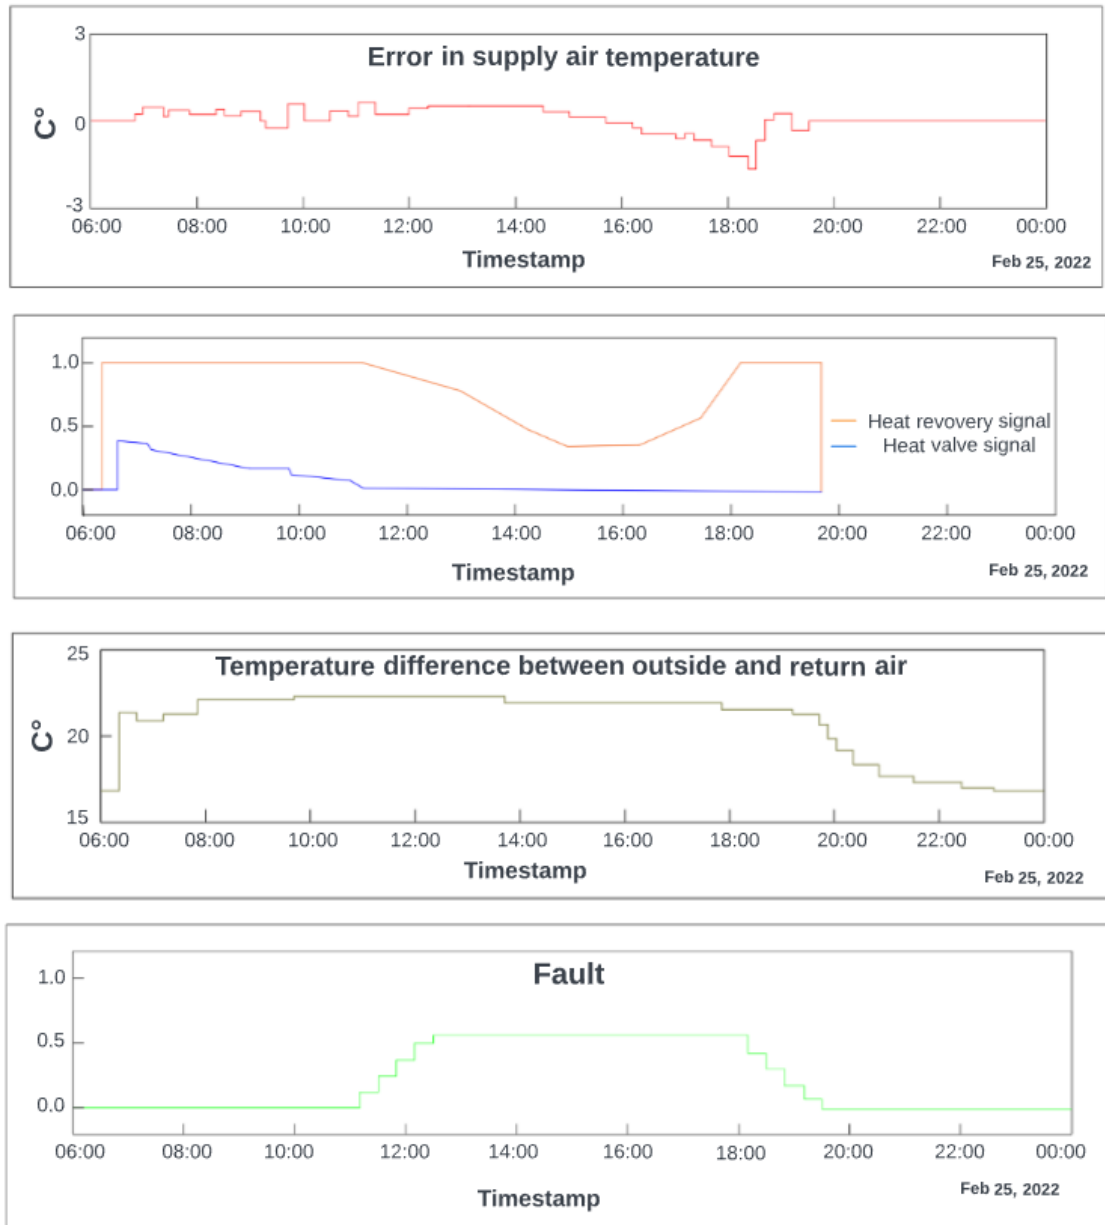 Error in supply air temperature
3
0
-3
C°
06:00 08:00 10:00 12:00 14:00 16:00 18:00 20:00 22:00 00:00
Timestamp
Feb 25, 2022
1.0
0.5
0.0
Heat revovery signal
Heat valve signal
06:00 08:00 10:00 12:00 14:00 16:00 18:00 20:00 22:00 00:00
Timestamp
Feb 25, 2022
Temperature difference between outside and return air
25
20
15
C°
06:00 08:00 10:00 12:00 14:00 16:00 18:00 20:00 22:00 00:00
Timestamp
Feb 25, 2022
Fault
1.0
0.5
0.0
06:00 08:00 10:00 12:00 14:00 16:00 18:00 20:00 22:00 00:00
Timestamp
Feb 25, 2022